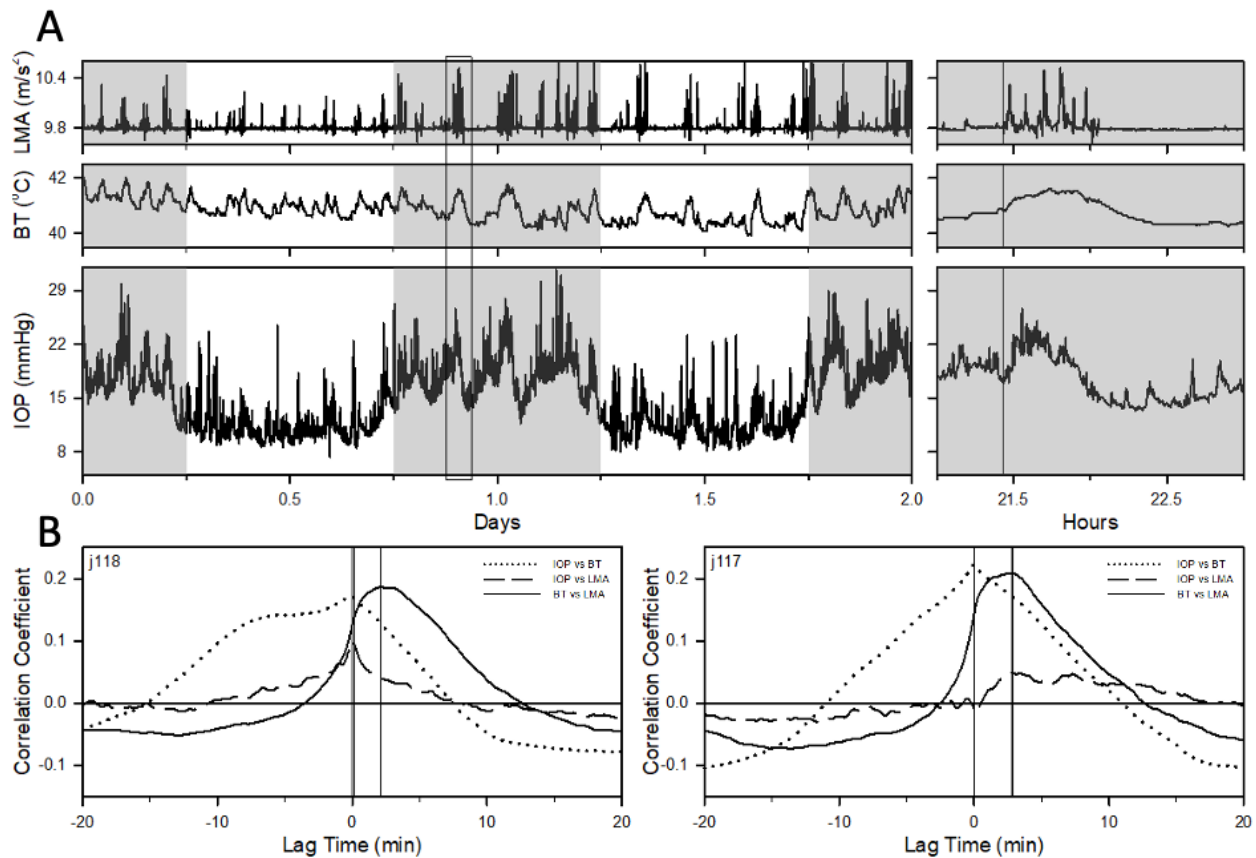 A
LMA (m/s²)
10.4
9.8
BT (°C)
42
40
IOP (mmHg)
29
22
15
8
0.0 0.5 1.0 1.5 2.0 21.5 22.5
Days Hours
B
j118
IOP vs BT
IOP vs LMA
BT vs LMA
Correlation Coefficient
0.2
0.1
0.0
-0.1
-20 -10 0 10 20
Lag Time (min)
j117
IOP vs BT
IOP vs LMA
BT vs LMA
Correlation Coefficient
0.2
0.1
0.0
-0.1
-20 -10 0 10 20
Lag Time (min)